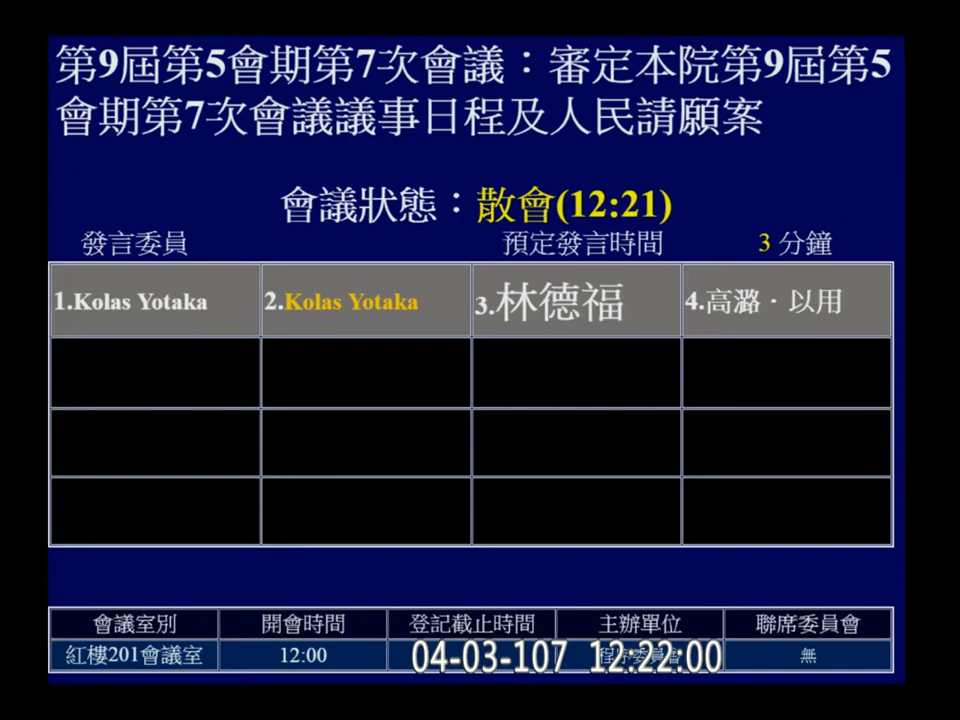 第9屆第5會期第7次會議：審定本院第9屆第5
會期第7次會議議事日程及人民請願案
會議狀態：散會(12:21)
發言委員 預定發言時間 3 分鐘
1.Kolas Yotaka 2.Kolas Yotaka 3.林德福 4.高潞．以用
會議室別 開會時間 登記截止時間 主辦單位 聯席委員會
紅樓201會議室 12:00 程序委員會 無
04-03-107 12:22:00